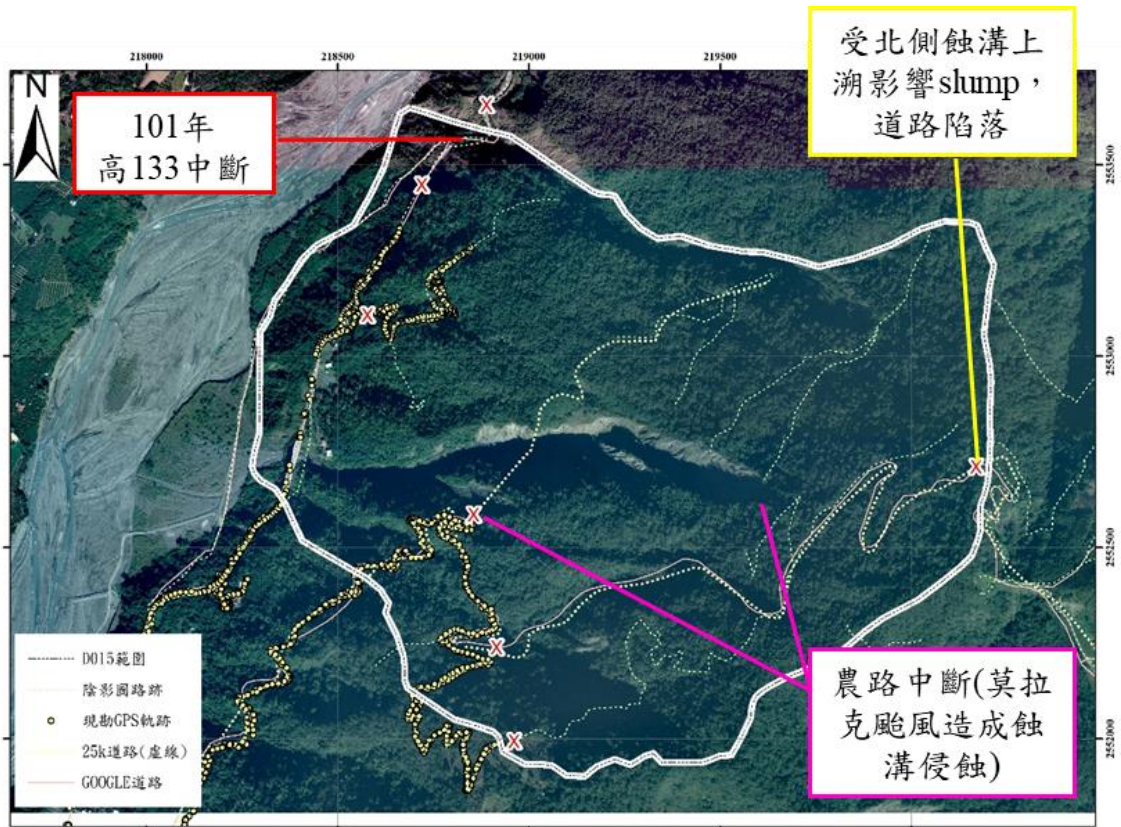 218000
218500
219000
219500
N
101年
高133中斷
受北側蝕溝上
溯影響slump，
道路陷落
2553500
2553000
2552500
2552000
X
X
X
X
X
X
X
農路中斷(莫拉
克颱風造成蝕
溝侵蝕)
D015範圍
陰影圖路跡
現勘GPS軌跡
25k道路(虛線)
GOOGLE道路